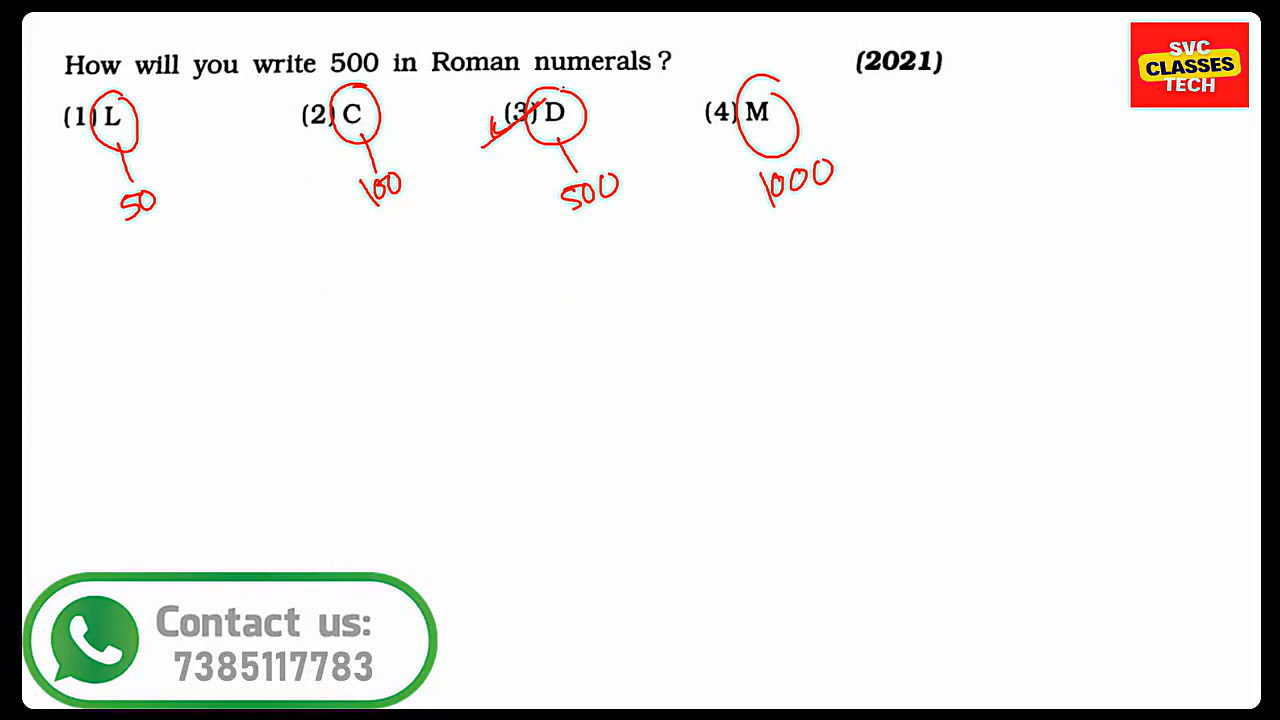 How will you write 500 in Roman numerals ? (2021)
(1) L (2) C (3) D (4) M
50 100 500 1000
SVC
CLASSES
TECH
Contact us:
7385117783